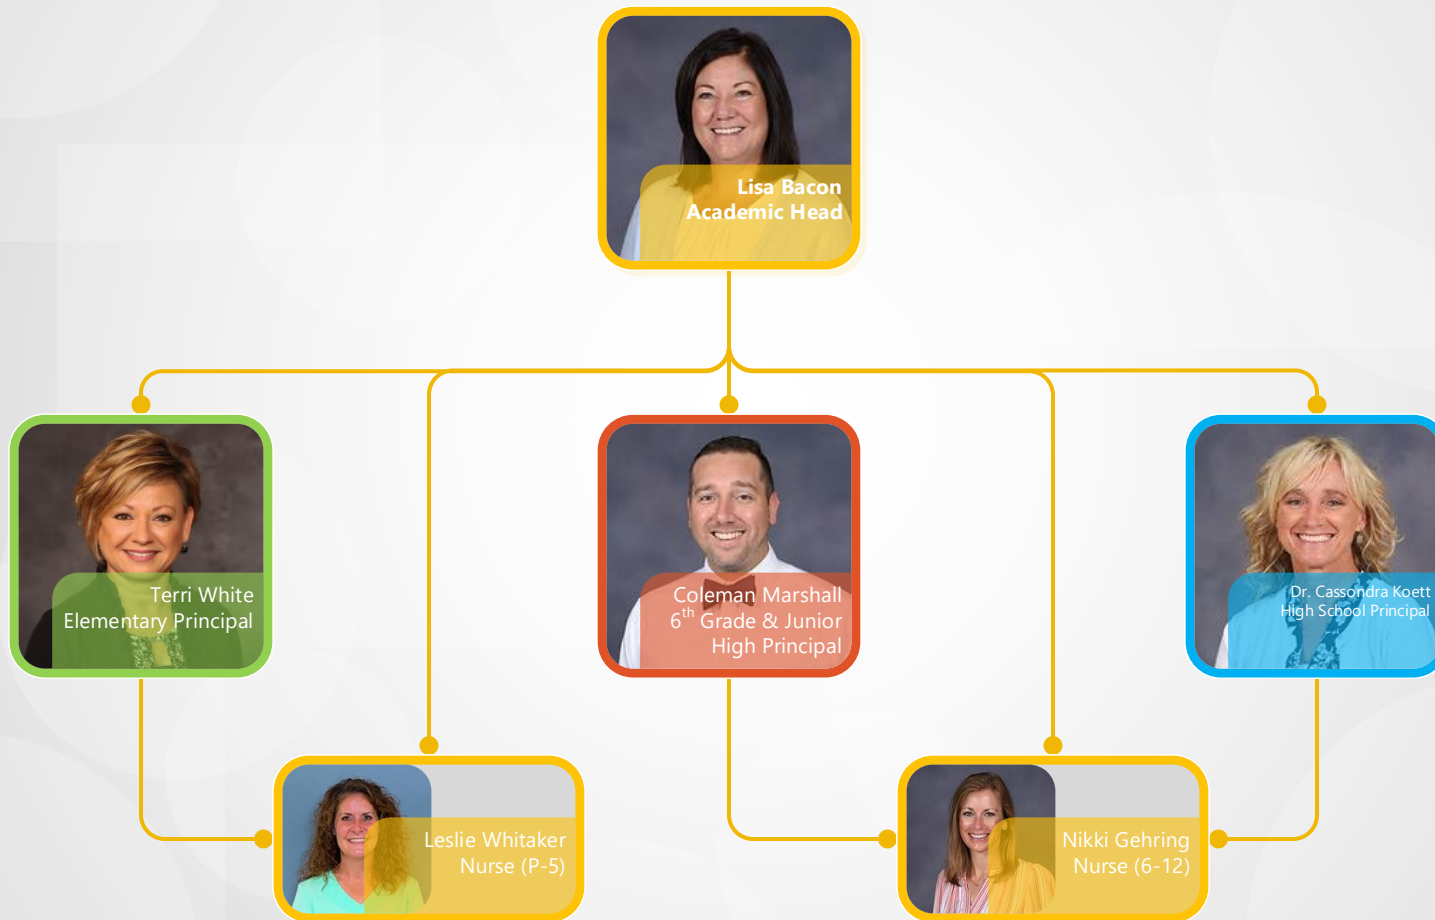 Lisa Bacon
Academic Head
Terri White
Elementary Principal
Coleman Marshall
6th Grade & Junior
High Principal
Dr. Cassondra Koett
High School Principal
Leslie Whitaker
Nurse (P-5)
Nikki Gehring
Nurse (6-12)